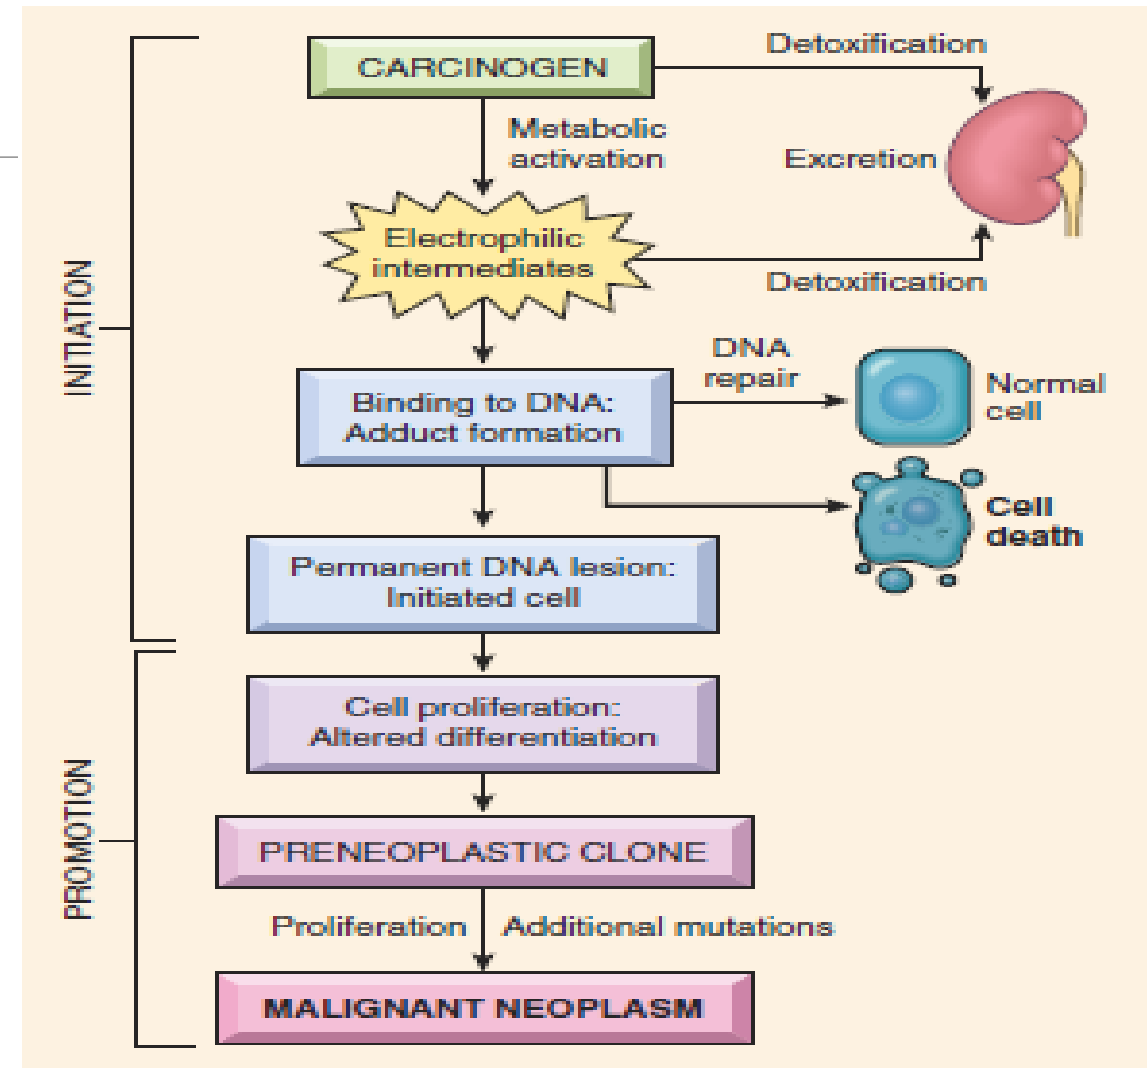 Detoxification
CARCINOGEN
Metabolic
activation
Excretion
Electrophilic
intermediates
Detoxification
INITIATION
DNA
repair
Normal
cell
Binding to DNA:
Adduct formation
Cell
death
Permanent DNA lesion:
Initiated cell
Cell proliferation:
Altered differentiation
PROMOTION
PRENEOPLASTIC CLONE
Proliferation
Additional mutations
MALIGNANT NEOPLASM